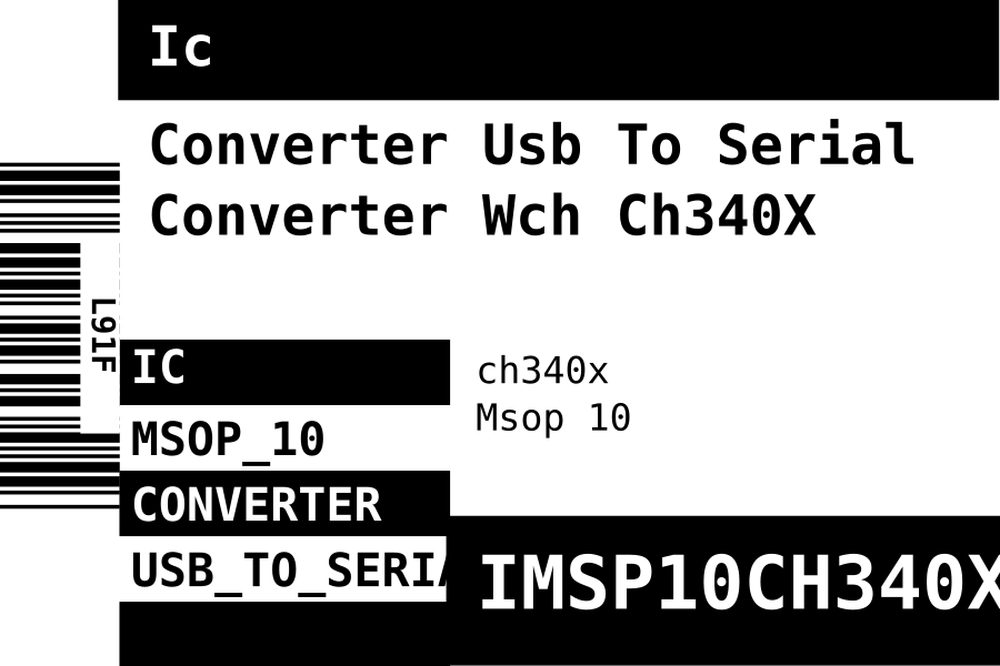 Ic
Converter Usb To Serial
Converter Wch Ch340X
L91F
IC
MSOP_10
CONVERTER
USB_TO_SERIA
ch340x
Msop 10
IMSP10CH340X